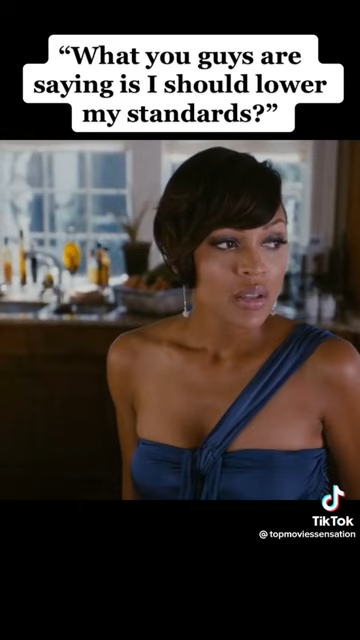 “What you guys are
saying is I should lower
my standards?”
TikTok
@topmoviessensation